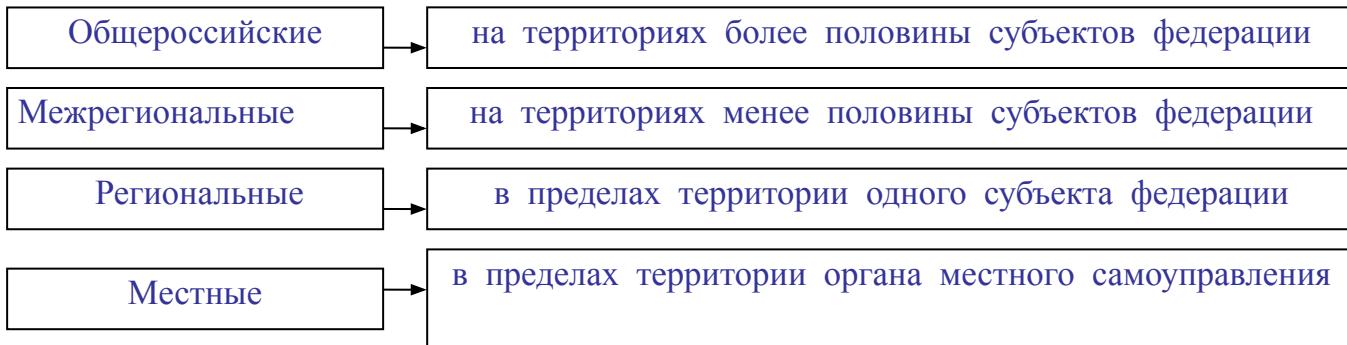 Общероссийские на территориях более половины субъектов федерации
Межрегиональные на территориях менее половины субъектов федерации
Региональные в пределах территории одного субъекта федерации
Местные в пределах территории органа местного самоуправления